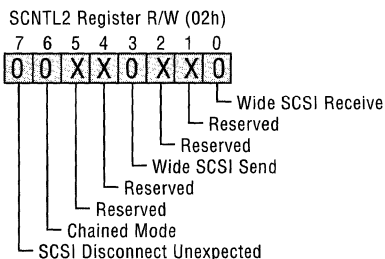 SCNTL2 Register R/W (02h)
7 6 5 4 3 2 1 0
0 0 X X 0 X X 0
Wide SCSI Receive
Reserved
Reserved
Wide SCSI Send
Reserved
Reserved
Chained Mode
SCSI Disconnect Unexpected